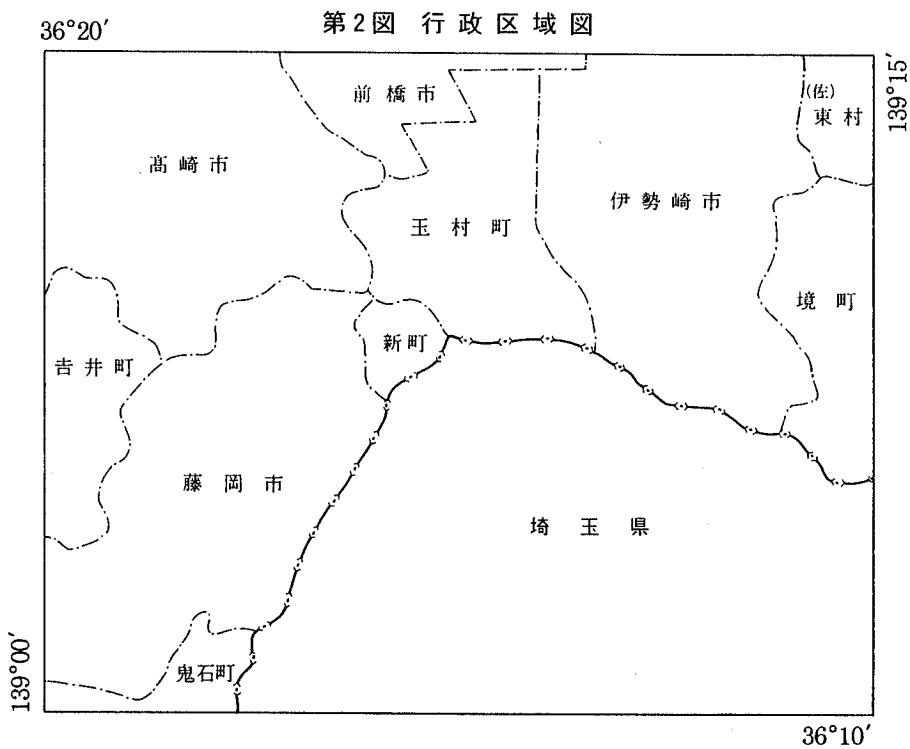 第2図 行政区域図
36°20′
139°15′
前橋市
(佐)
東村
髙崎市
伊勢崎市
玉村町
境町
新町
吉井町
藤岡市
埼玉県
鬼石町
139°00′
36°10′